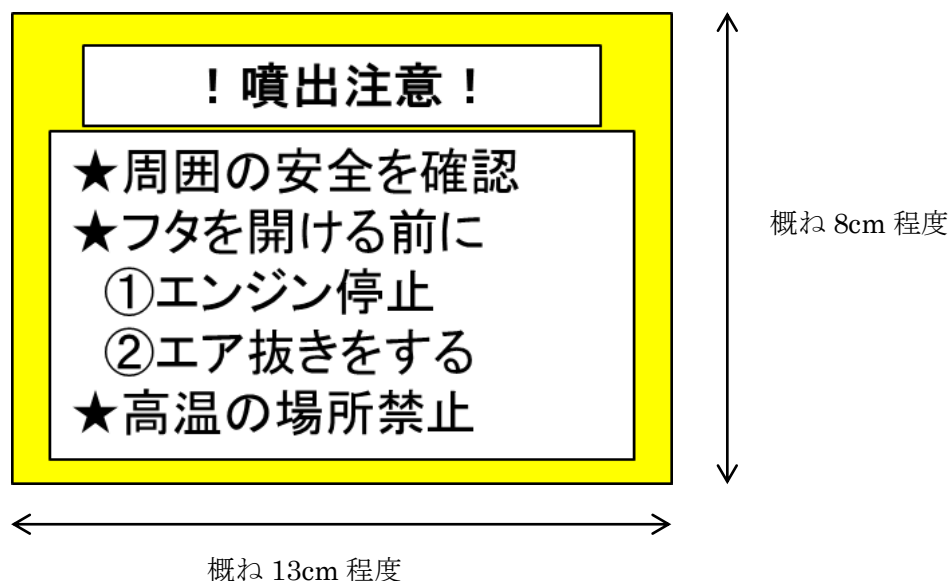 ！噴出注意！
★周囲の安全を確認
★フタを開ける前に
①エンジン停止
②エア抜きをする
★高温の場所禁止
概ね 8cm 程度
概ね 13cm 程度